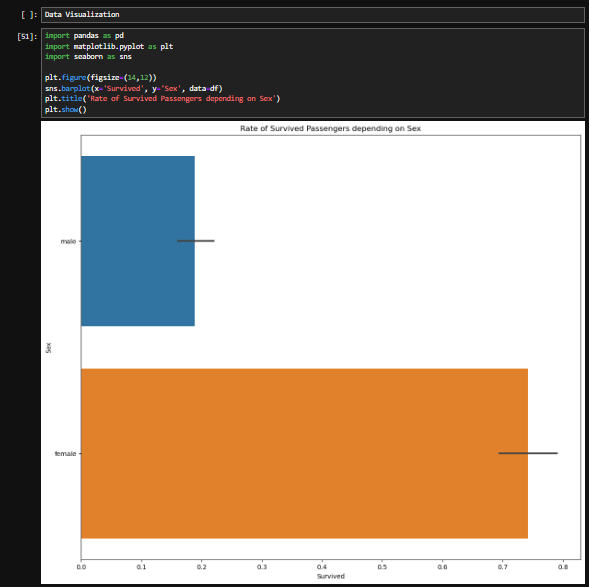 [ ]: Data Visualization
[51]: import pandas as pd
import matplotlib.pyplot as plt
import seaborn as sns
plt.figure(figsize=(14,12))
sns.barplot(x='Survived', y='Sex', data=df)
plt.title('Rate of Survived Passengers depending on Sex')
plt.show()
Rate of Survived Passengers depending on Sex
male
Sex
female
0.0 0.1 0.2 0.3 0.4 0.5 0.6 0.7 0.8
Survived